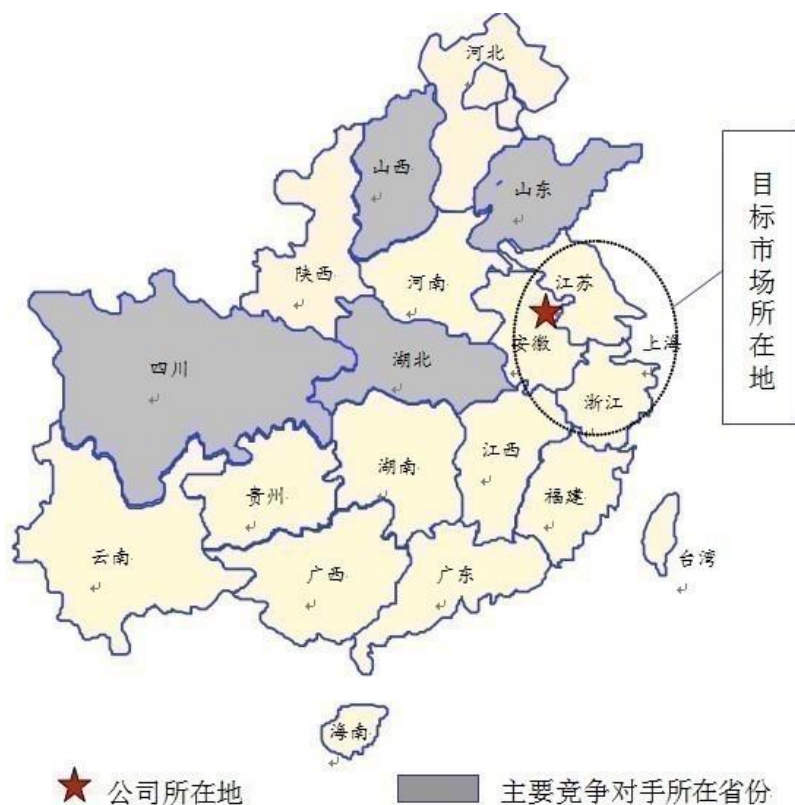 河北
山西
山东
目标市场所在地
陕西
河南
江苏
安徽
上海
四川
湖北
浙江
湖南
江西
贵州
福建
云南
广西
广东
台湾
海南
公司所在地
主要竞争对手所在省份